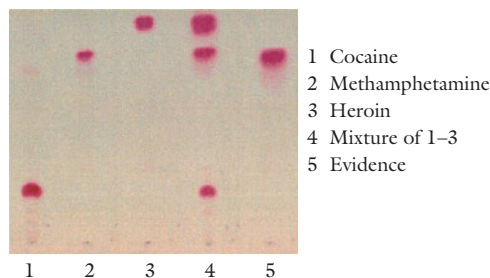 1 Cocaine
2 Methamphetamine
3 Heroin
4 Mixture of 1–3
5 Evidence
1 2 3 4 5